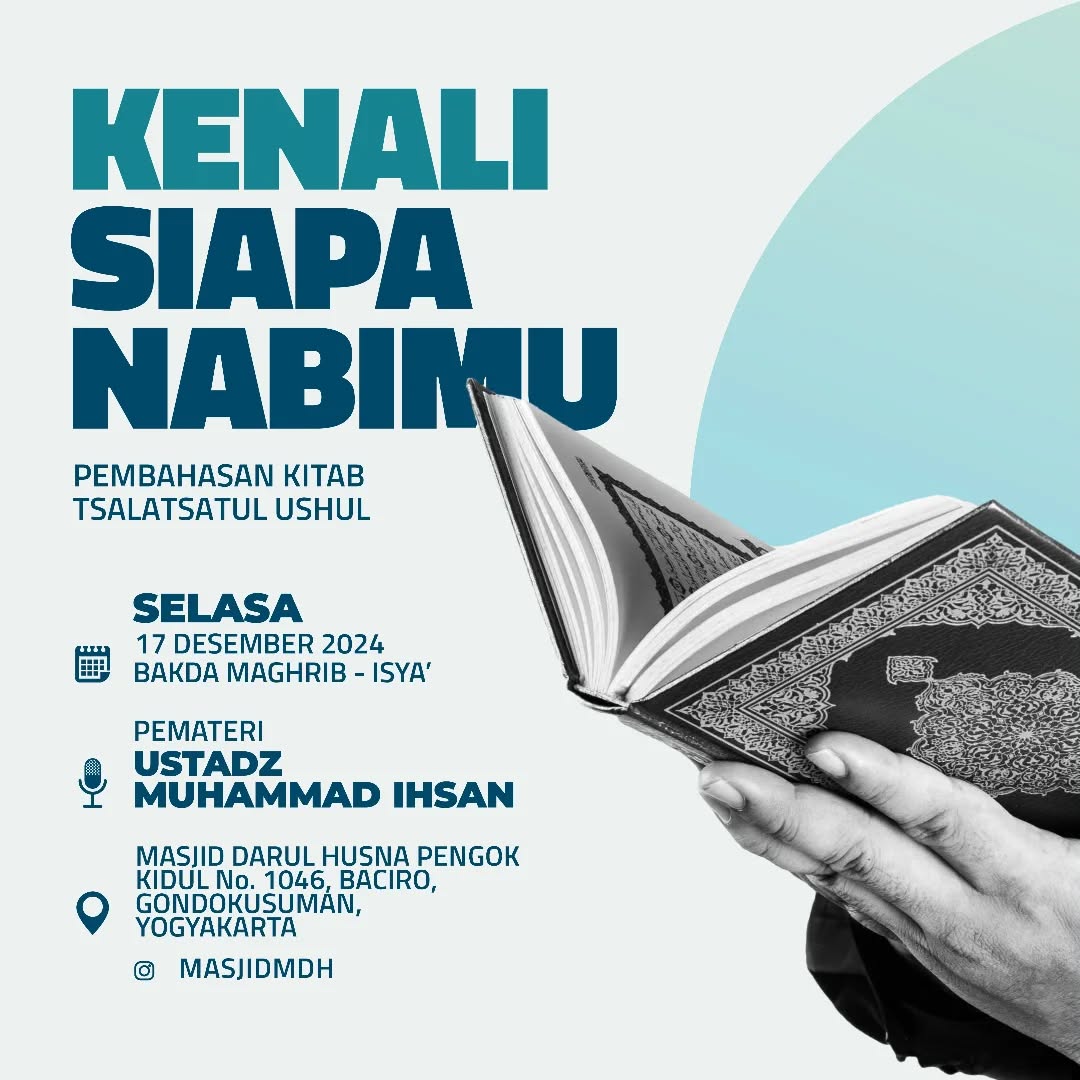 KENALI
SIAPA
NABIMU
PEMBAHASAN KITAB
TSALATSATUL USHUL
SELASA
17 DESEMBER 2024
BAKDA MAGHRIB - ISYA’
PEMATERI
USTADZ
MUHAMMAD IHSAN
MASJID DARUL HUSNA PENGOK
KIDUL No. 1046, BACIRO,
GONDOKUSUMAN,
YOGYAKARTA
MASJIDMDH